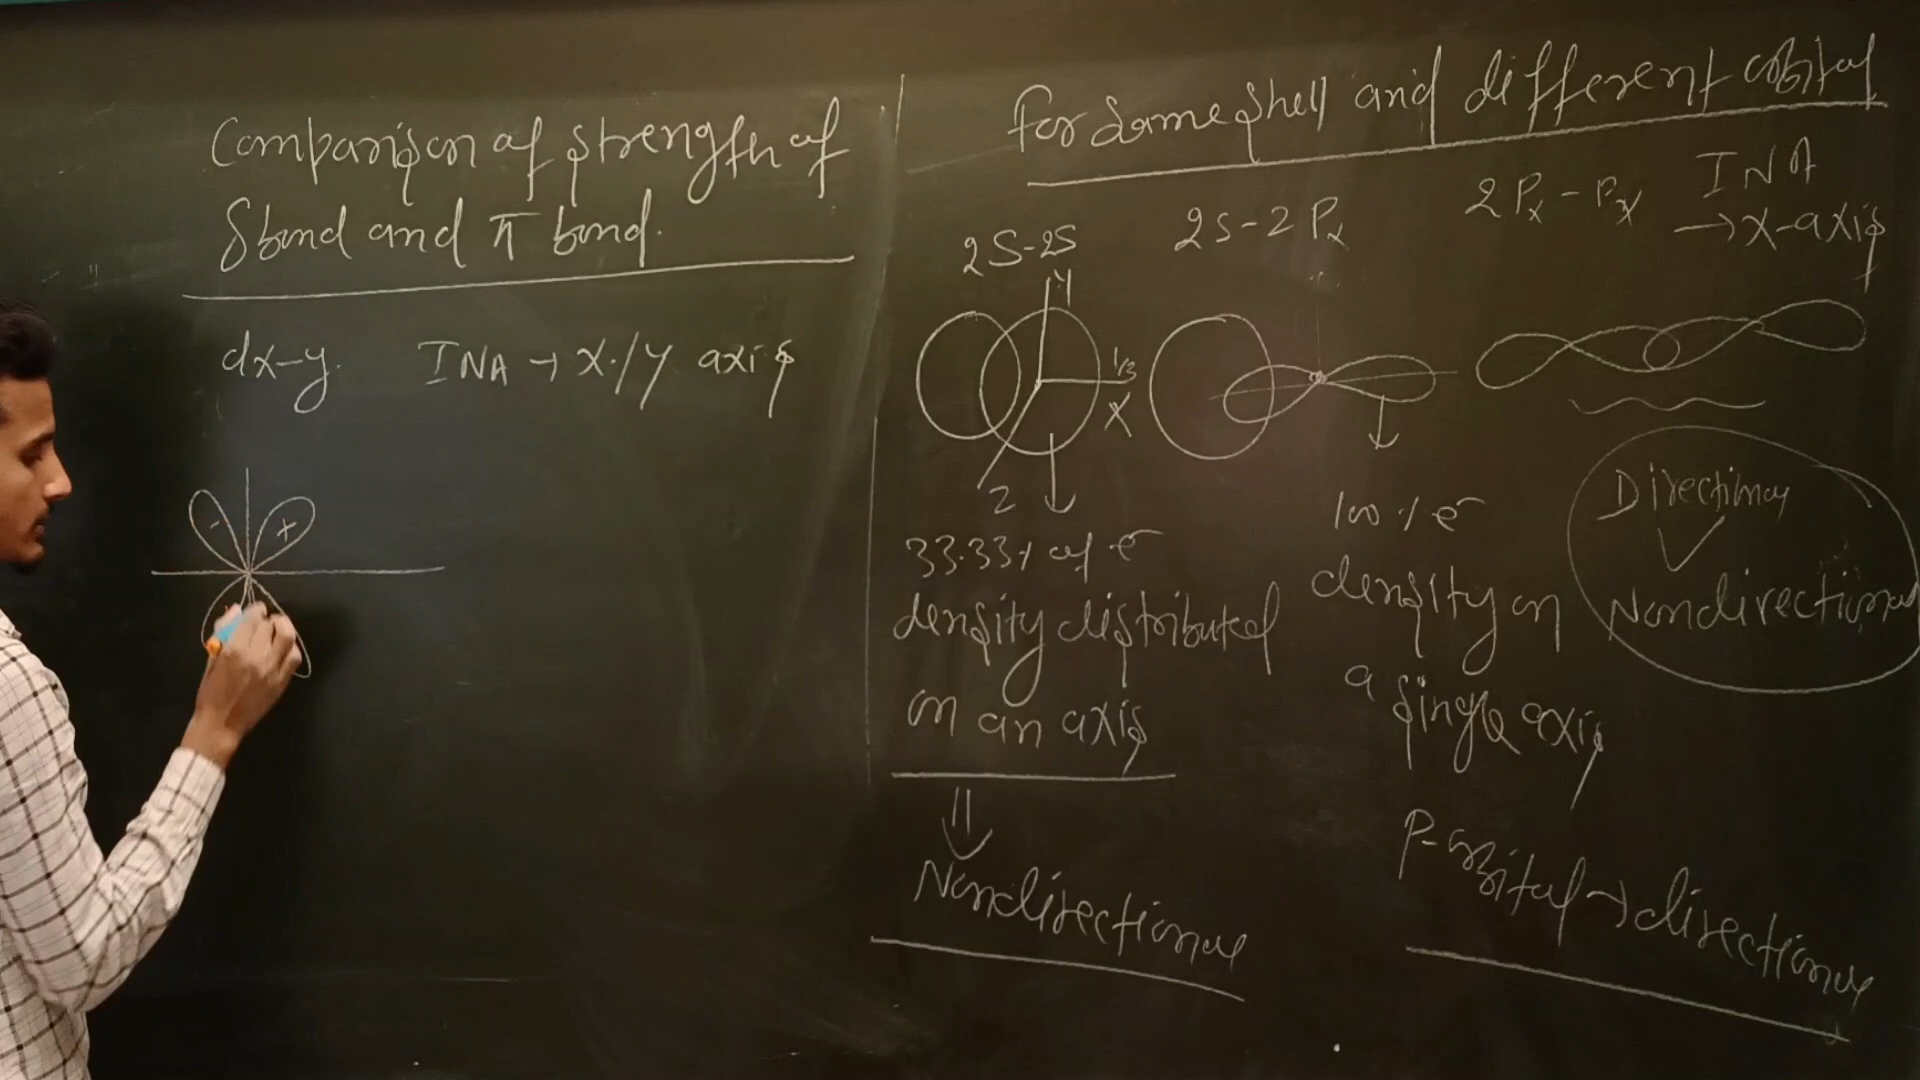 Comparison of strength of
δ bond and π bond.
dx-y. INA → x./y axis
- +
For same shell and different orbital
2S-2S
2s-2Px
2Px-Px
INA
→ x-axis
y
1/3
X
Z
33.33% of e-
density distributed
on an axis
⇓
Nondirectional
100% e-
density on
a single axis
P-orbital → directional
Directional
Nondirectional